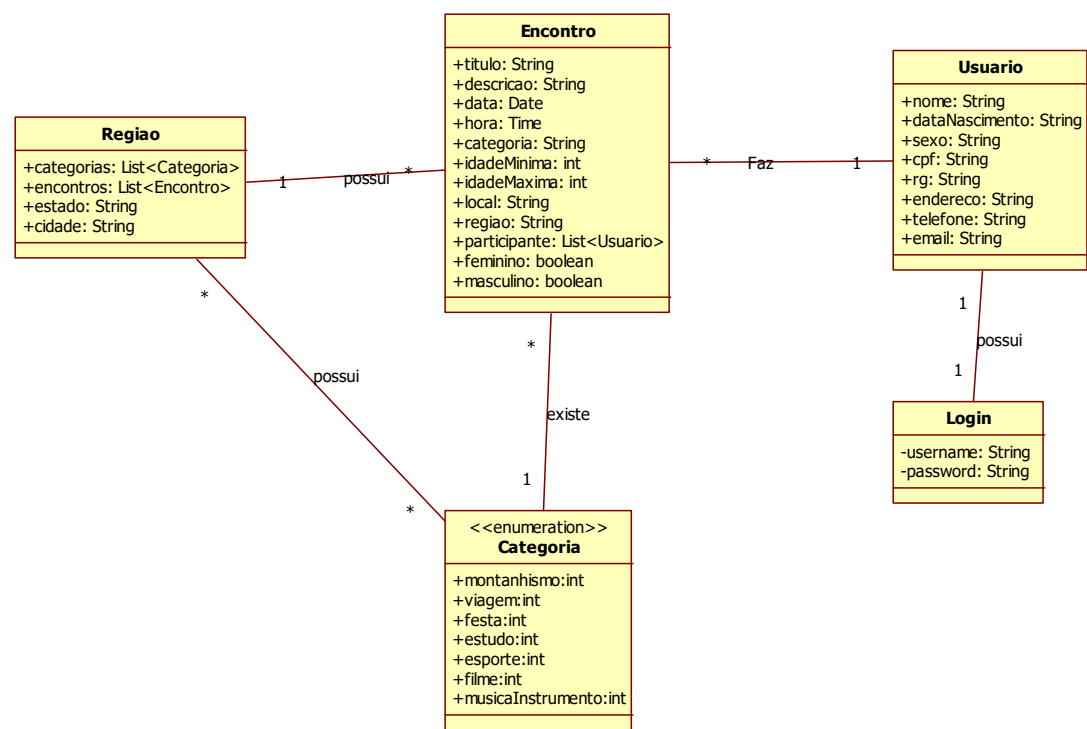 Encontro
+titulo: String
+descricao: String
+data: Date
+hora: Time
+categoria: String
+idadeMinima: int
+idadeMaxima: int
+local: String
+regiao: String
+participante: List<Usuario>
+feminino: boolean
+masculino: boolean
Usuario
+nome: String
+dataNascimento: String
+sexo: String
+cpf: String
+rg: String
+endereco: String
+telefone: String
+email: String
Regiao
+categorias: List<Categoria>
+encontros: List<Encontro>
+estado: String
+cidade: String
1 possui *
* Faz 1
*
possui
*
*
existe
1
1
possui
1
Login
-username: String
-password: String
<<enumeration>>
Categoria
+montanhismo:int
+viagem:int
+festa:int
+estudo:int
+esporte:int
+filme:int
+musicaInstrumento:int